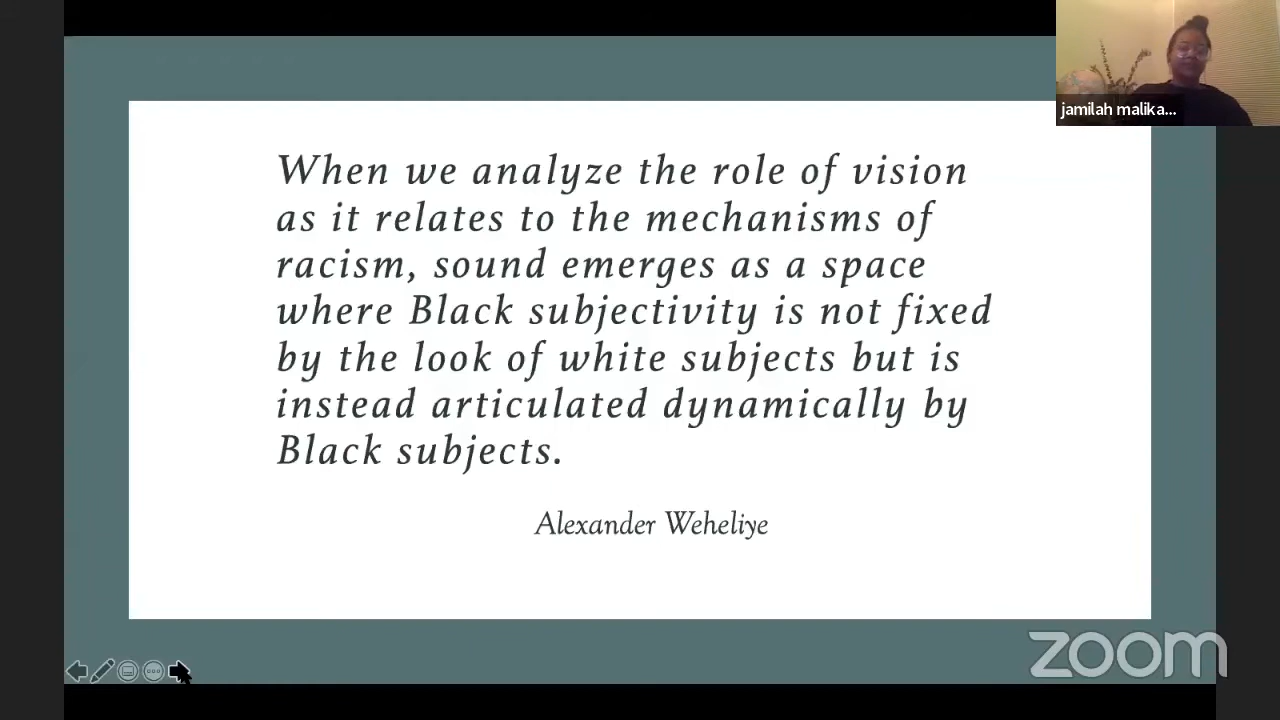 jamilah malika...
When we analyze the role of vision
as it relates to the mechanisms of
racism, sound emerges as a space
where Black subjectivity is not fixed
by the look of white subjects but is
instead articulated dynamically by
Black subjects.
Alexander Weheliye
zoom